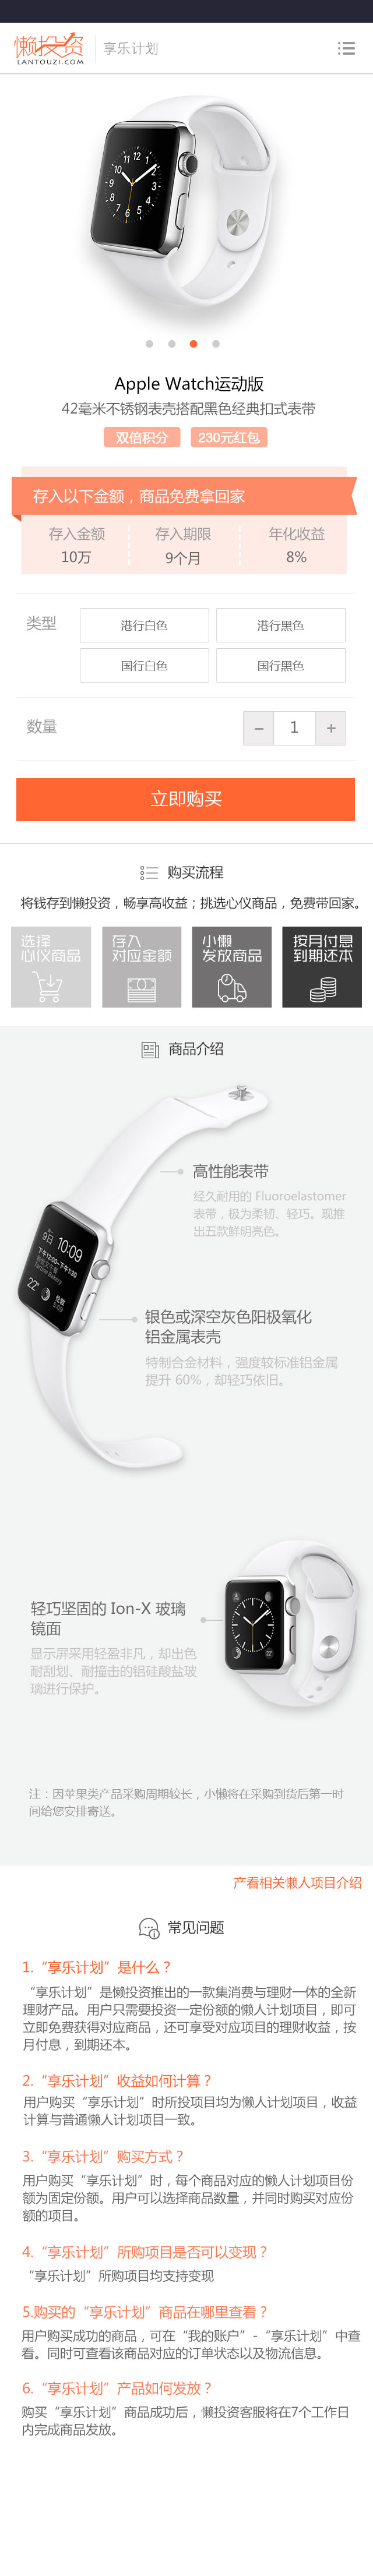 懒投资
LANTOUZI.COM
享乐计划
Apple Watch运动版
42毫米不锈钢表壳搭配黑色经典扣式表带
双倍积分 230元红包
存入以下金额，商品免费拿回家
存入金额 存入期限 年化收益
10万 9个月 8%
类型 港行白色 港行黑色
国行白色 国行黑色
数量 − 1 +
立即购买
购买流程
将钱存到懒投资，畅享高收益；挑选心仪商品，免费带回家。
选择 存入 小懒 按月付息
心仪商品 对应金额 发放商品 到期还本
商品介绍
高性能表带
经久耐用的 Fluoroelastomer
表带，极为柔韧、轻巧。现推
出五款鲜明亮色。
9日 10:09
下午12:00-下午5:30
Tartine Bakery
22°
银色或深空灰色阳极氧化
铝金属表壳
特制合金材料，强度较标准铝金属
提升 60%，却轻巧依旧。
轻巧坚固的 Ion-X 玻璃
镜面
显示屏采用轻盈非凡，却出色
耐刮划、耐撞击的铝硅酸盐玻
璃进行保护。
注：因苹果类产品采购周期较长，小懒将在采购到货后第一时
间给您安排寄送。
产看相关懒人项目介绍
常见问题
1.“享乐计划”是什么？
“享乐计划”是懒投资推出的一款集消费与理财一体的全新
理财产品。用户只需要投资一定份额的懒人计划项目，即可
立即免费获得对应商品，还可享受对应项目的理财收益，按
月付息，到期还本。
2.“享乐计划”收益如何计算？
用户购买“享乐计划”时所投项目均为懒人计划项目，收益
计算与普通懒人计划项目一致。
3.“享乐计划”购买方式？
用户购买“享乐计划”时，每个商品对应的懒人计划项目份
额为固定份额。用户可以选择商品数量，并同时购买对应份
额的项目。
4.“享乐计划”所购项目是否可以变现？
“享乐计划”所购项目均支持变现
5.购买的“享乐计划”商品在哪里查看？
用户购买成功的商品，可在“我的账户”-“享乐计划”中查
看。同时可查看该商品对应的订单状态以及物流信息。
6.“享乐计划”产品如何发放？
购买“享乐计划”商品成功后，懒投资客服将在7个工作日
内完成商品发放。